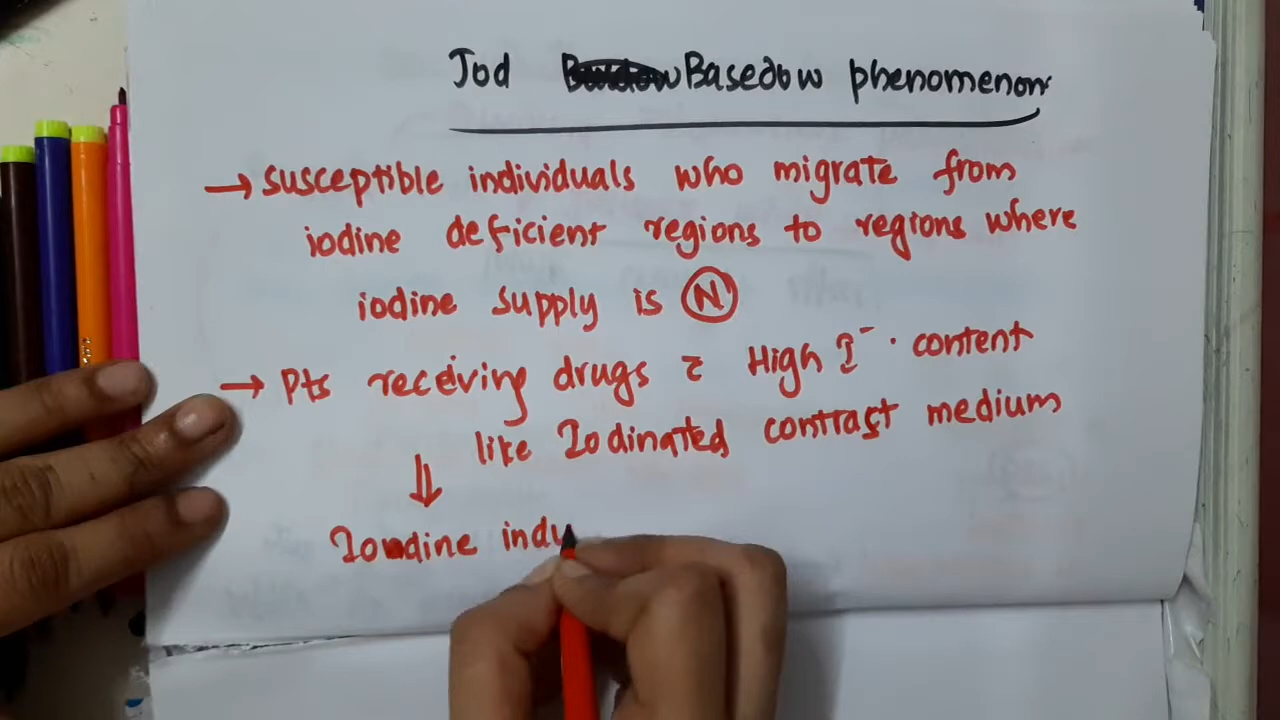 Jod Basedow phenomenon
→ susceptible individuals who migrate from
iodine deficient regions to regions where
iodine supply is Ⓝ
→ Pts receiving drugs c̄ High I⁻ content
like Iodinated contrast medium
⇓
Iodine indu